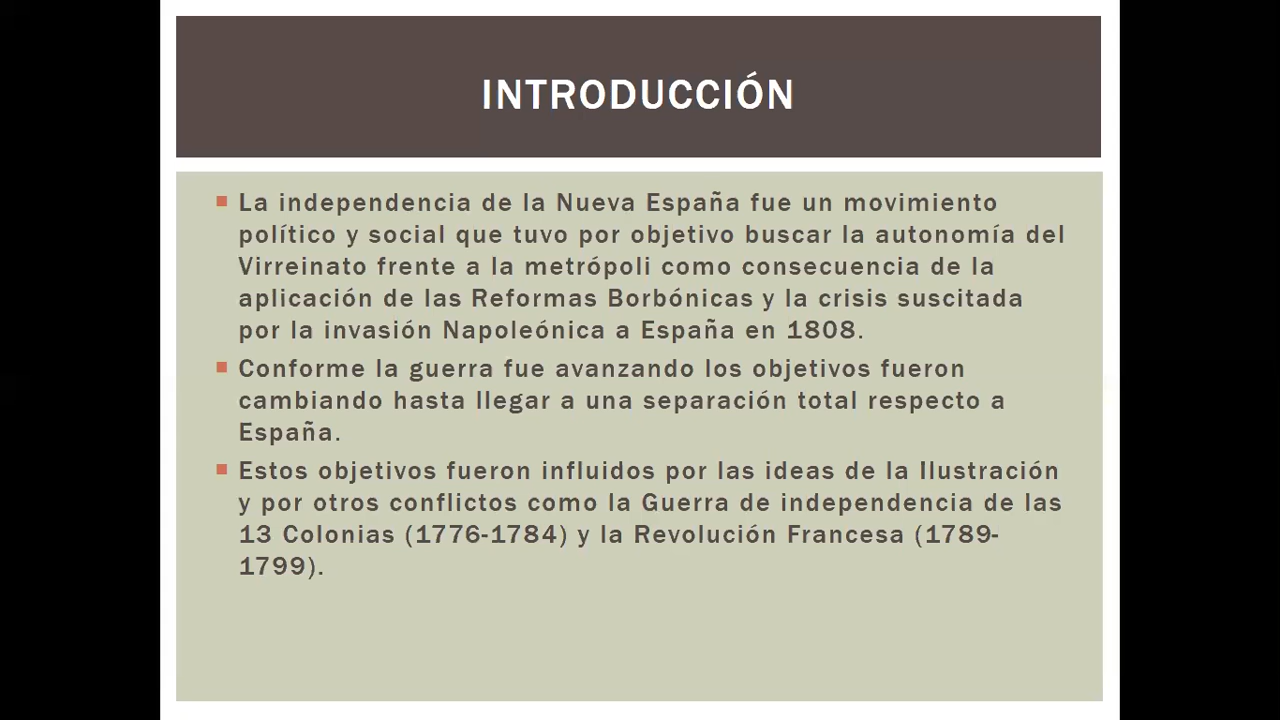 INTRODUCCIÓN
La independencia de la Nueva España fue un movimiento
político y social que tuvo por objetivo buscar la autonomía del
Virreinato frente a la metrópoli como consecuencia de la
aplicación de las Reformas Borbónicas y la crisis suscitada
por la invasión Napoleónica a España en 1808.
Conforme la guerra fue avanzando los objetivos fueron
cambiando hasta llegar a una separación total respecto a
España.
Estos objetivos fueron influidos por las ideas de la Ilustración
y por otros conflictos como la Guerra de independencia de las
13 Colonias (1776-1784) y la Revolución Francesa (1789-
1799).